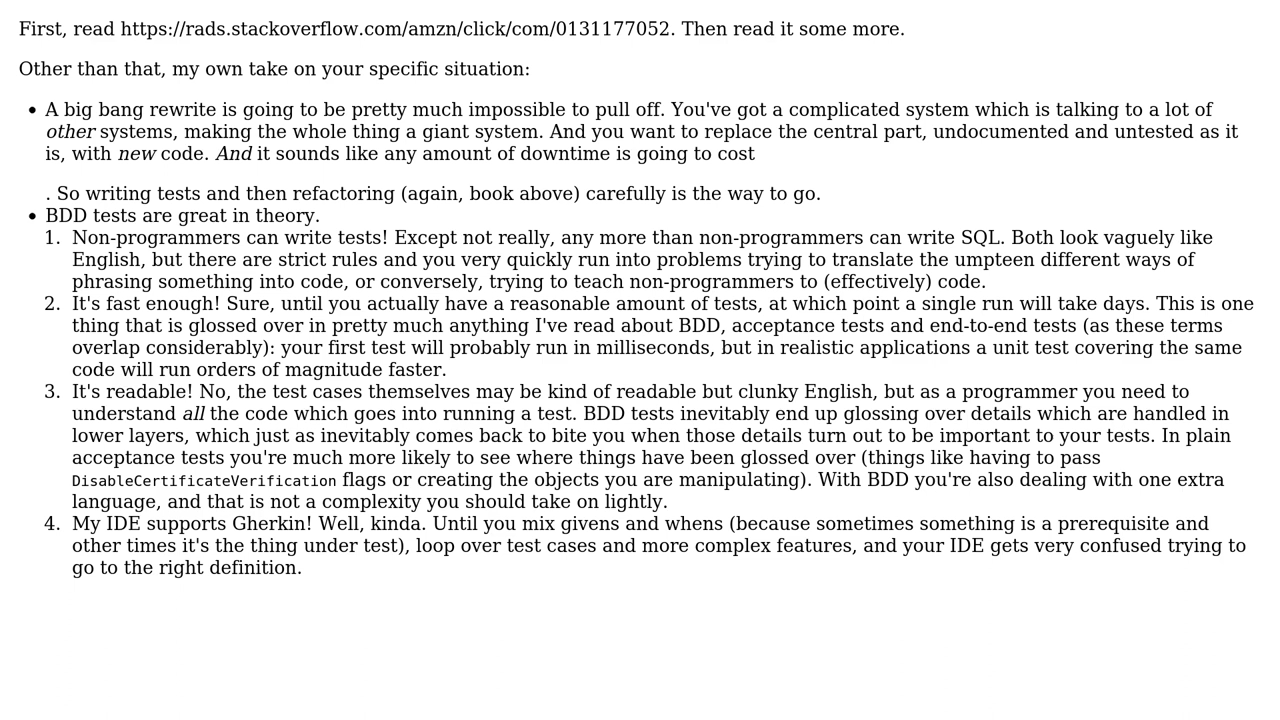 First, read https://rads.stackoverflow.com/amzn/click/com/0131177052. Then read it some more.
Other than that, my own take on your specific situation:
• A big bang rewrite is going to be pretty much impossible to pull off. You've got a complicated system which is talking to a lot of
other systems, making the whole thing a giant system. And you want to replace the central part, undocumented and untested as it
is, with new code. And it sounds like any amount of downtime is going to cost
. So writing tests and then refactoring (again, book above) carefully is the way to go.
• BDD tests are great in theory.
1. Non-programmers can write tests! Except not really, any more than non-programmers can write SQL. Both look vaguely like
English, but there are strict rules and you very quickly run into problems trying to translate the umpteen different ways of
phrasing something into code, or conversely, trying to teach non-programmers to (effectively) code.
2. It's fast enough! Sure, until you actually have a reasonable amount of tests, at which point a single run will take days. This is one
thing that is glossed over in pretty much anything I've read about BDD, acceptance tests and end-to-end tests (as these terms
overlap considerably): your first test will probably run in milliseconds, but in realistic applications a unit test covering the same
code will run orders of magnitude faster.
3. It's readable! No, the test cases themselves may be kind of readable but clunky English, but as a programmer you need to
understand all the code which goes into running a test. BDD tests inevitably end up glossing over details which are handled in
lower layers, which just as inevitably comes back to bite you when those details turn out to be important to your tests. In plain
acceptance tests you're much more likely to see where things have been glossed over (things like having to pass
DisableCertificateVerification flags or creating the objects you are manipulating). With BDD you're also dealing with one extra
language, and that is not a complexity you should take on lightly.
4. My IDE supports Gherkin! Well, kinda. Until you mix givens and whens (because sometimes something is a prerequisite and
other times it's the thing under test), loop over test cases and more complex features, and your IDE gets very confused trying to
go to the right definition.